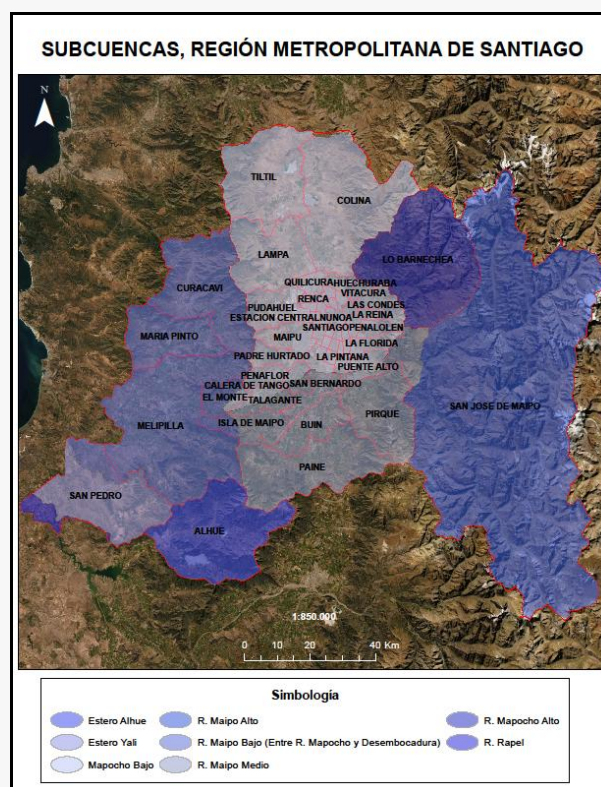 SUBCUENCAS, REGIÓN METROPOLITANA DE SANTIAGO
N
TILTIL
COLINA
LAMPA
LO BARNECHEA
CURACAVI
QUILICURA HUECHURABA
RENCA VITACURA
PUDAHUEL LAS CONDES
ESTACIÓN CENTRAL NUNOA LA REINA
SANTIAGO PENALOLEN
MARIA PINTO MAIPU LA FLORIDA
PADRE HURTADO LA PINTANA
PUENTE ALTO
PENAFLOR
CALERA DE TANGO SAN BERNARDO
EL MONTE TALAGANTE
SAN JOSE DE MAIPO
PIRQUE
MELIPILLA ISLA DE MAIPO BUIN
PAINE
SAN PEDRO
ALHUE
1:850.000
0 10 20 40 Km
Simbología
Estero Alhue R. Maipo Alto R. Mapocho Alto
Estero Yali R. Maipo Bajo (Entre R. Mapocho y Desembocadura) R. Rapel
Mapocho Bajo R. Maipo Medio